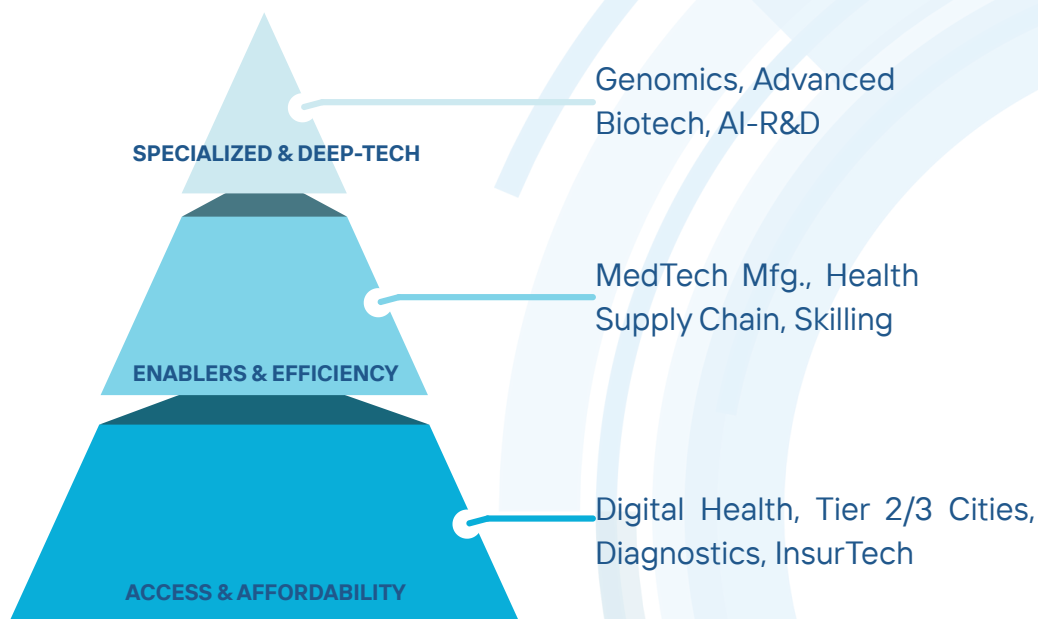 Genomics, Advanced
Biotech, AI-R&D
SPECIALIZED & DEEP-TECH
MedTech Mfg., Health
Supply Chain, Skilling
ENABLERS & EFFICIENCY
Digital Health, Tier 2/3 Cities,
Diagnostics, InsurTech
ACCESS & AFFORDABILITY